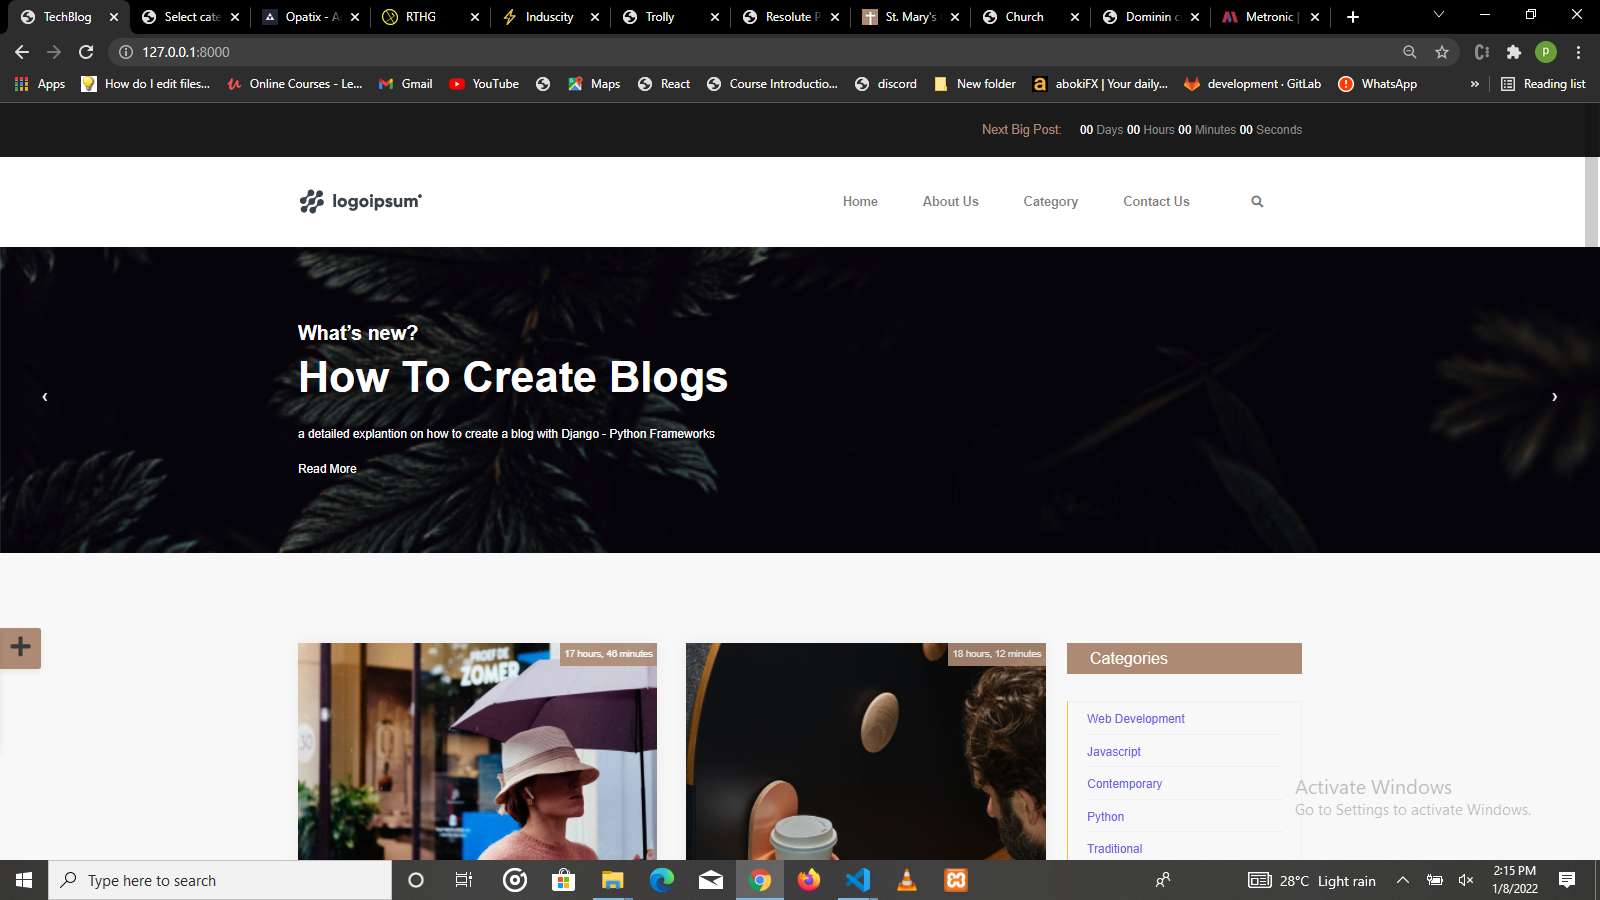 TechBlog
Select cate
Opatix - A
RTHG
Induscity
Trolly
Resolute P
St. Mary's
Church
Dominin c
Metronic |
127.0.0.1:8000
Apps
How do I edit files...
Online Courses - Le...
Gmail
YouTube
Maps
React
Course Introductio...
discord
New folder
abokiFX | Your daily...
development · GitLab
WhatsApp
»
Reading list
Next Big Post: 00 Days 00 Hours 00 Minutes 00 Seconds
logoipsum
Home
About Us
Category
Contact Us
What's new?
How To Create Blogs
a detailed explantion on how to create a blog with Django - Python Frameworks
Read More
17 hours, 46 minutes
PROEF DE
ZOMER
18 hours, 12 minutes
Categories
Web Development
Javascript
Contemporary
Python
Traditional
Activate Windows
Go to Settings to activate Windows.
Type here to search
28°C Light rain
2:15 PM
1/8/2022